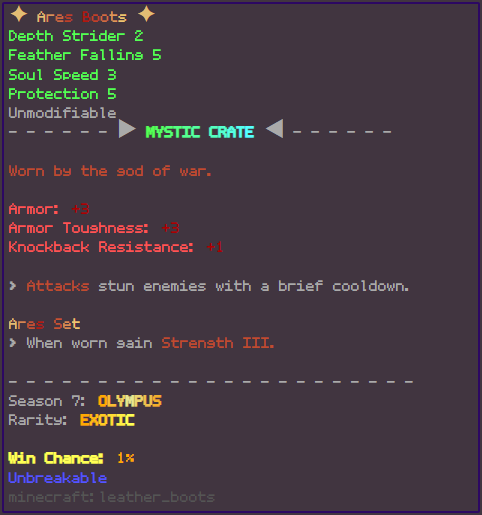 ✦ Ares Boots ✦
Depth Strider 2
Feather Falling 5
Soul Speed 3
Protection 5
Unmodifiable
- - - - - - ▶ MYSTIC CRATE ◀ - - - - - -
Worn by the god of war.
Armor: +3
Armor Toughness: +3
Knockback Resistance: +1
> Attacks stun enemies with a brief cooldown.
Ares Set
> When worn gain Strength III.
- - - - - - - - - - - - - - - - - - - - - - - -
Season 7: OLYMPUS
Rarity: EXOTIC
Win Chance: 1%
Unbreakable
minecraft:leather_boots